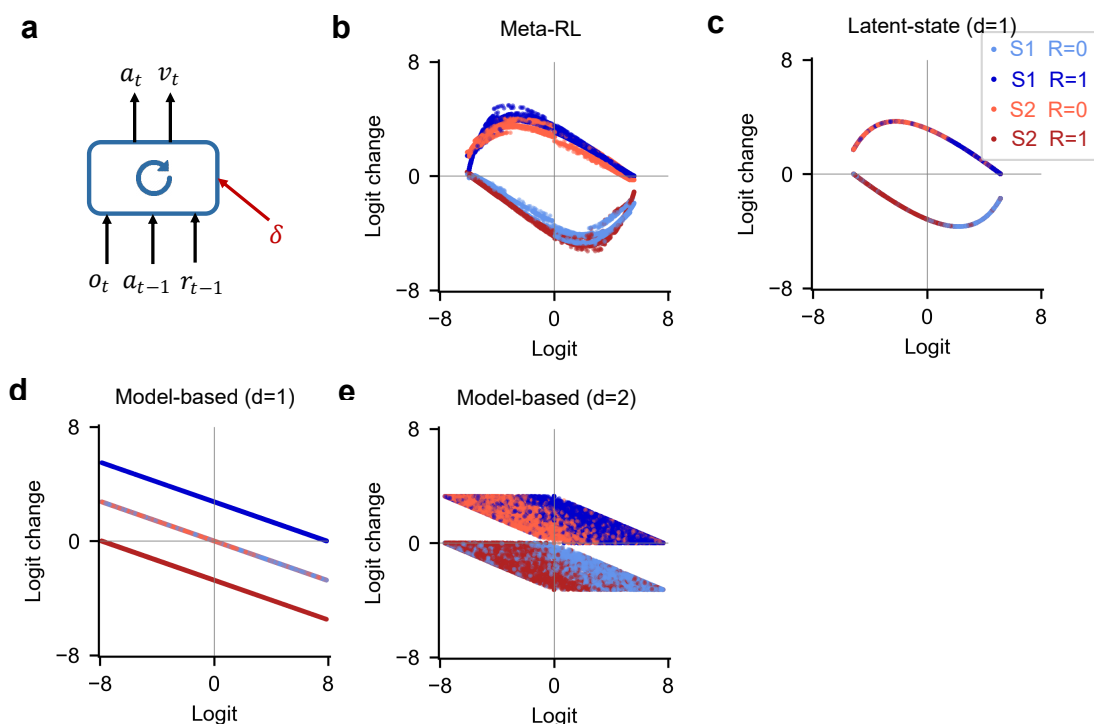 a
a_t v_t
δ
o_t a_{t−1} r_{t−1}
b
Meta-RL
8
0
−8
Logit change
−8 0 8
Logit
c
Latent-state (d=1)
S1 R=0
S1 R=1
S2 R=0
S2 R=1
8
0
−8
Logit change
−8 0 8
Logit
d
Model-based (d=1)
8
0
−8
Logit change
−8 0 8
Logit
e
Model-based (d=2)
8
0
−8
Logit change
−8 0 8
Logit